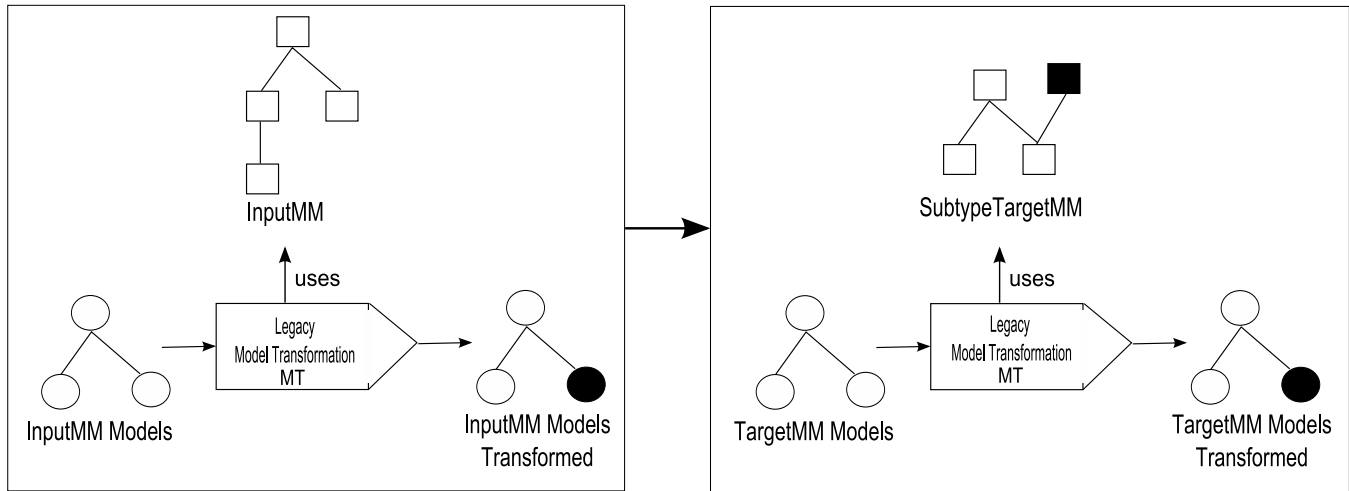 InputMM
uses
Legacy
Model Transformation
MT
InputMM Models
InputMM Models
Transformed
SubtypeTargetMM
uses
Legacy
Model Transformation
MT
TargetMM Models
TargetMM Models
Transformed